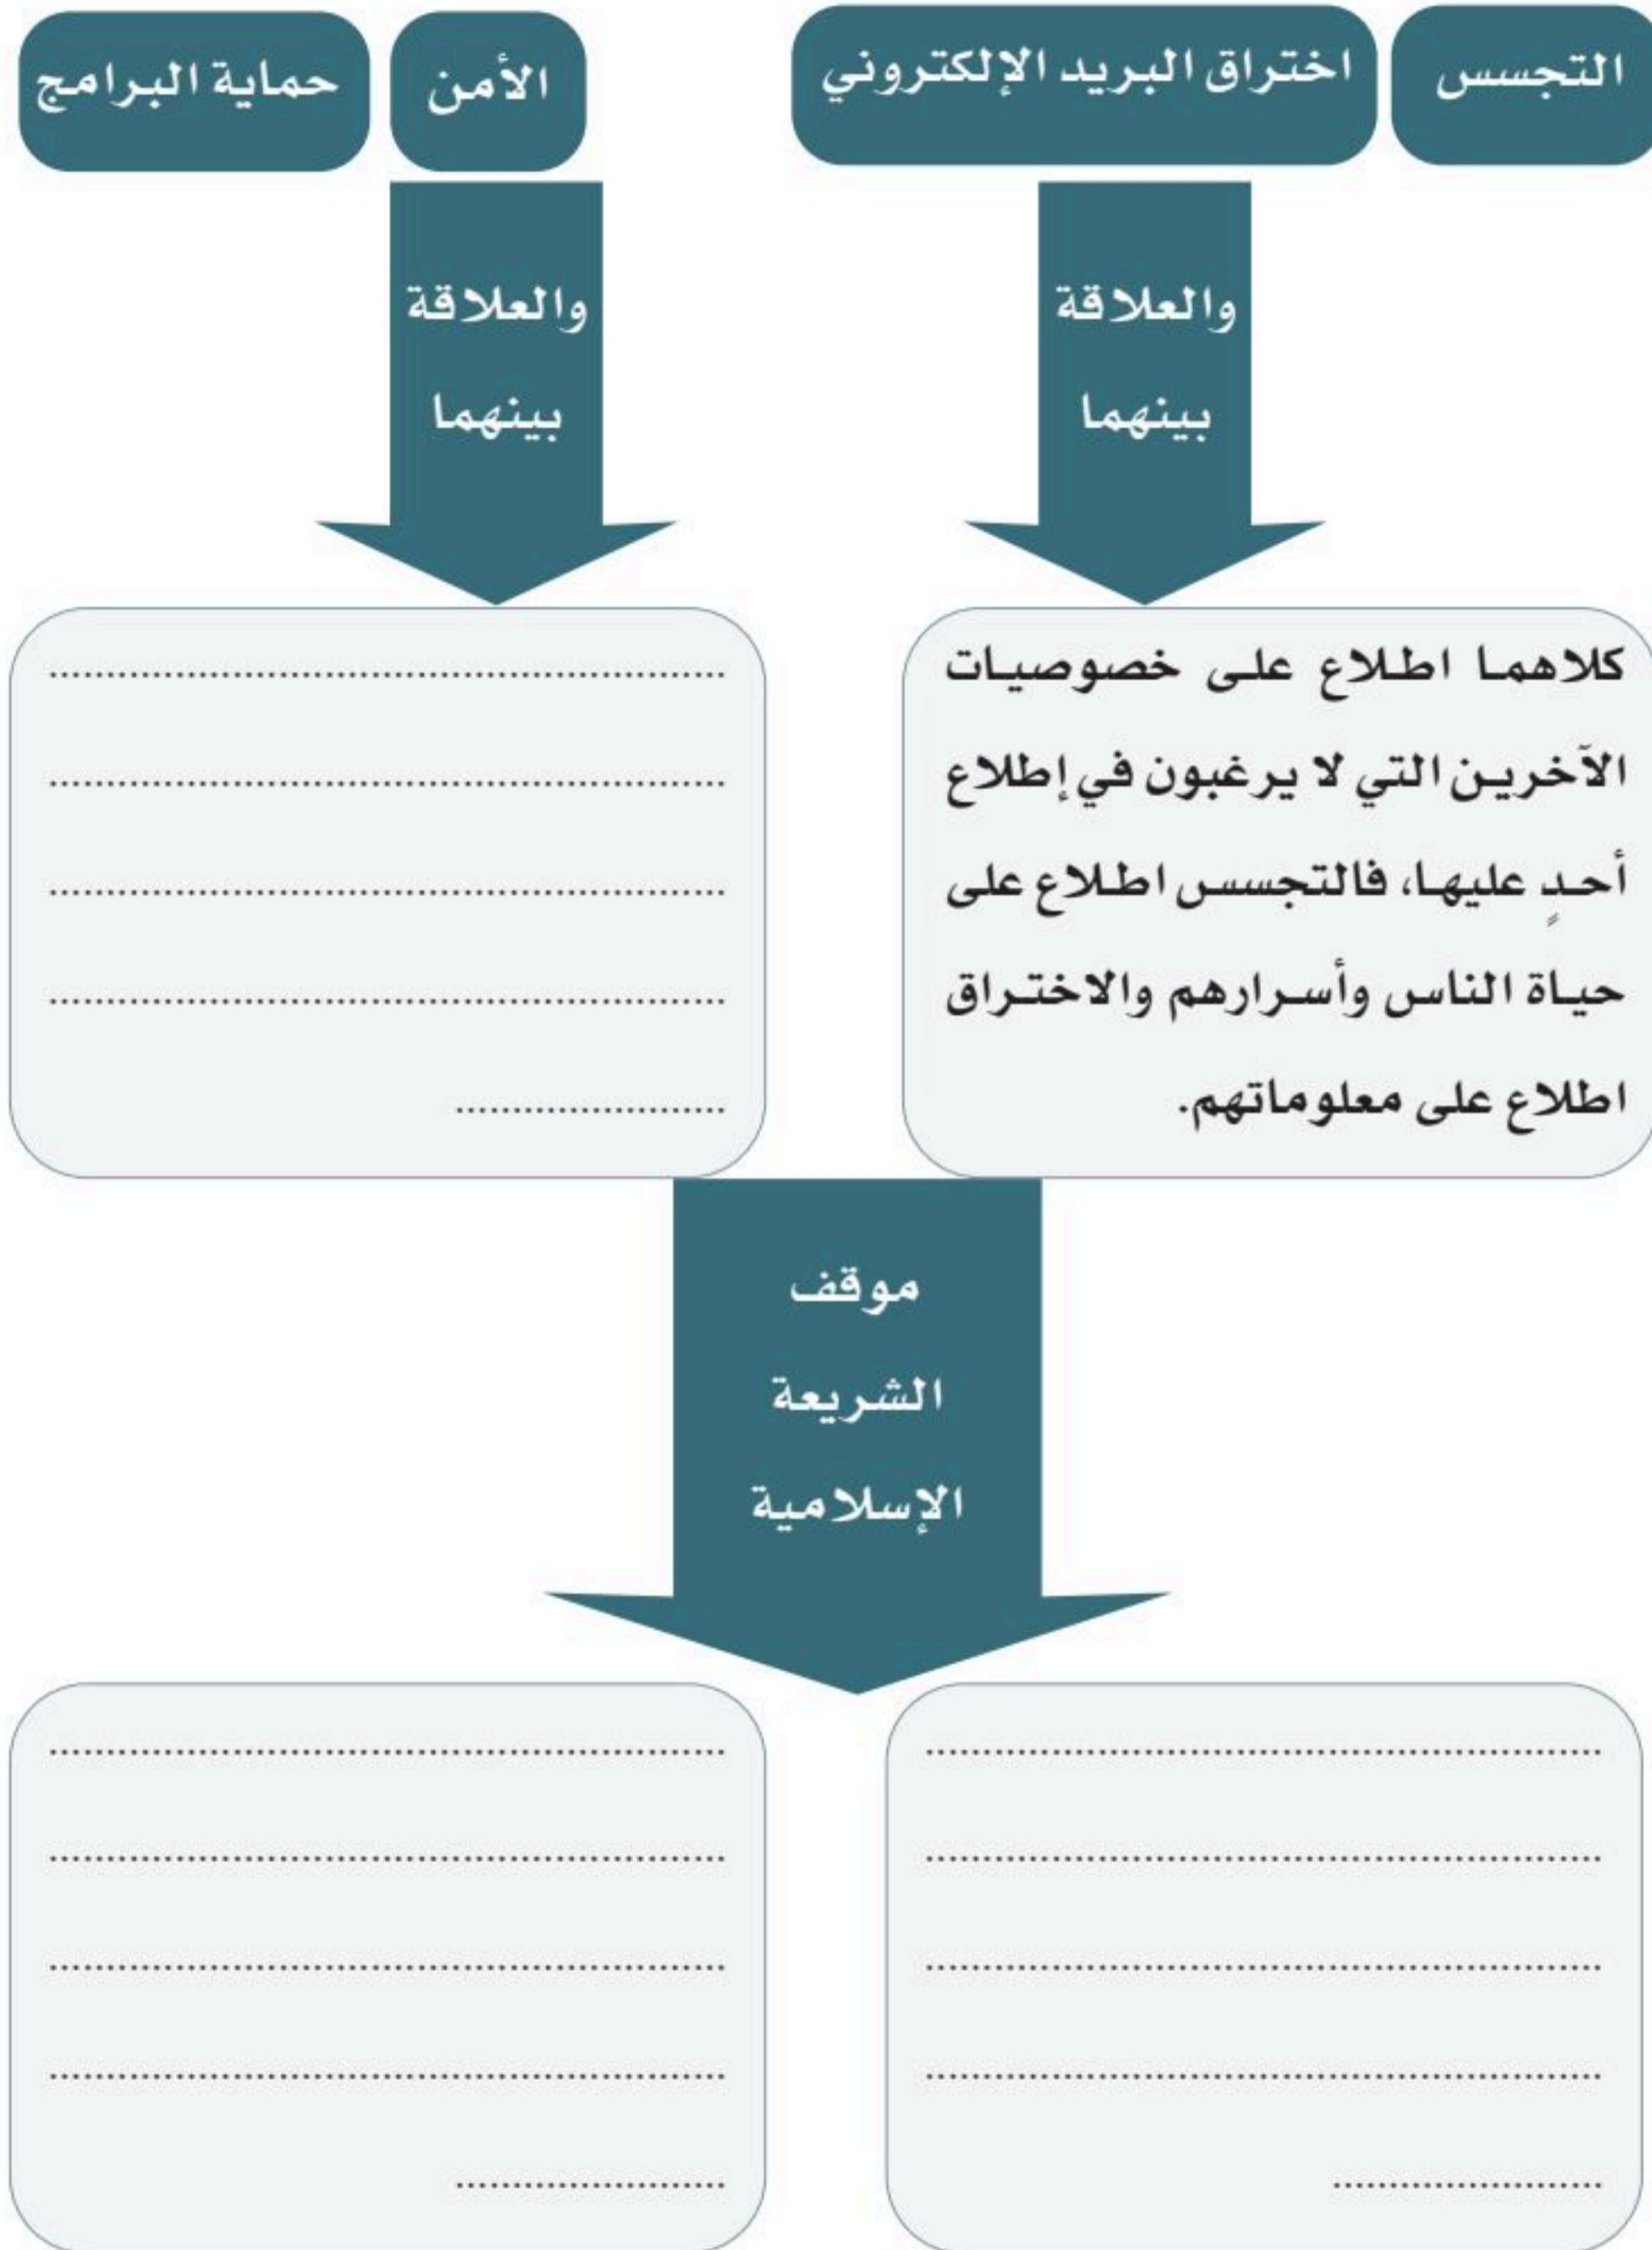 التجسس
اختراق البريد الإلكتروني
الأمن
حماية البرامج
والعلاقة
بينهما
والعلاقة
بينهما
كلاهما اطلاع على خصوصيات
الآخرين التي لا يرغبون في إطلاع
أحدٍ عليها، فالتجسس اطلاع على
حياة الناس وأسرارهم والاختراق
اطلاع على معلوماتهم.
موقف
الشريعة
الإسلامية